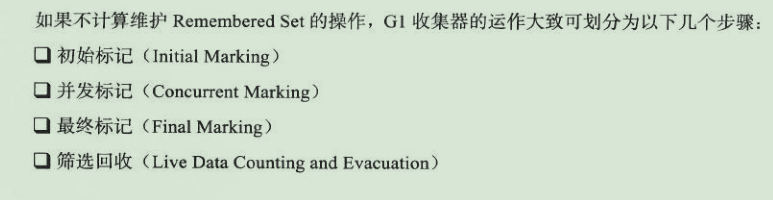 如果不计算维护 Remembered Set 的操作，G1 收集器的运作大致可划分为以下几个步骤：
❑ 初始标记（Initial Marking）
❑ 并发标记（Concurrent Marking）
❑ 最终标记（Final Marking）
❑ 筛选回收（Live Data Counting and Evacuation）